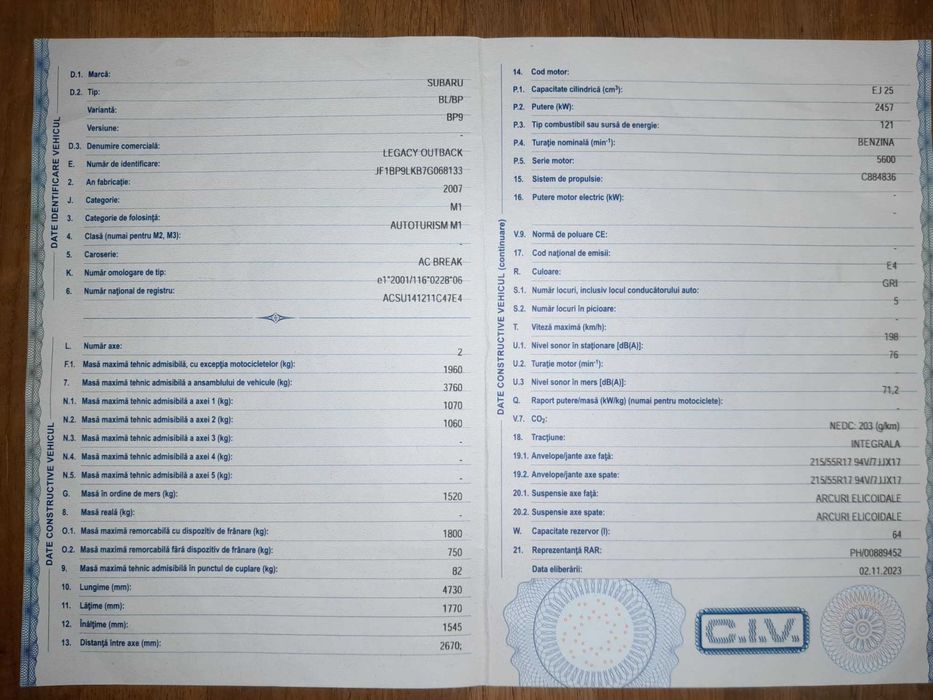 DATE IDENTIFICARE VEHICUL
D.1. Marcă: SUBARU
D.2. Tip: BL/BP
Variantă: BP9
Versiune: -
D.3. Denumire comercială: LEGACY OUTBACK
E. Număr de identificare: JF1BP9LKB7G068133
2. An fabricație: 2007
J. Categorie: M1
3. Categorie de folosință: AUTOTURISM M1
4. Clasă (numai pentru M2, M3): -
5. Caroserie: AC BREAK
K. Număr omologare de tip: e1*2001/116*0228*06
6. Număr național de registru: ACSU141211C47E4
DATE CONSTRUCTIVE VEHICUL
L. Număr axe: 2
F.1. Masă maximă tehnic admisibilă, cu excepția motocicletelor (kg): 1960
7. Masă maximă tehnic admisibilă a ansamblului de vehicule (kg): 3760
N.1. Masă maximă tehnic admisibilă a axei 1 (kg): 1070
N.2. Masă maximă tehnic admisibilă a axei 2 (kg): 1060
N.3. Masă maximă tehnic admisibilă a axei 3 (kg): -
N.4. Masă maximă tehnic admisibilă a axei 4 (kg): -
N.5. Masă maximă tehnic admisibilă a axei 5 (kg): -
G. Masă în ordine de mers (kg): 1520
8. Masă reală (kg): -
O.1. Masă maximă remorcabilă cu dispozitiv de frânare (kg): 1800
O.2. Masă maximă remorcabilă fără dispozitiv de frânare (kg): 750
9. Masă maximă tehnic admisibilă în punctul de cuplare (kg): 82
10. Lungime (mm): 4730
11. Lățime (mm): 1770
12. Înălțime (mm): 1545
13. Distanță între axe (mm): 2670;
DATE CONSTRUCTIVE VEHICUL (continuare)
14. Cod motor: EJ 25
P.1. Capacitate cilindrică (cm³): 2457
P.2. Putere (kW): 121
P.3. Tip combustibil sau sursă de energie: BENZINA
P.4. Turație nominală (min⁻¹): 5600
P.5. Serie motor: C884836
15. Sistem de propulsie: -
16. Putere motor electric (kW): -
V.9. Normă de poluare CE: -
17. Cod național de emisii: E4
R. Culoare: GRI
S.1. Număr locuri, inclusiv locul conducătorului auto: 5
S.2. Număr locuri în picioare: -
T. Viteză maximă (km/h): 198
U.1. Nivel sonor în staționare [dB(A)]: 76
U.2. Turație motor (min⁻¹): -
U.3 Nivel sonor în mers [dB(A)]: 71,2
Q. Raport putere/masă (kW/kg) (numai pentru motociclete): -
V.7. CO₂: NEDC: 203 (g/km)
18. Tracțiune: INTEGRALA
19.1. Anvelope/jante axe față: 215/55R17 94V/7JJX17
19.2. Anvelope/jante axe spate: 215/55R17 94V/7JJX17
20.1. Suspensie axe față: ARCURI ELICOIDALE
20.2. Suspensie axe spate: ARCURI ELICOIDALE
W. Capacitate rezervor (l): 64
21. Reprezentanță RAR: PH/00889452
Data eliberării: 02.11.2023
C.I.V.